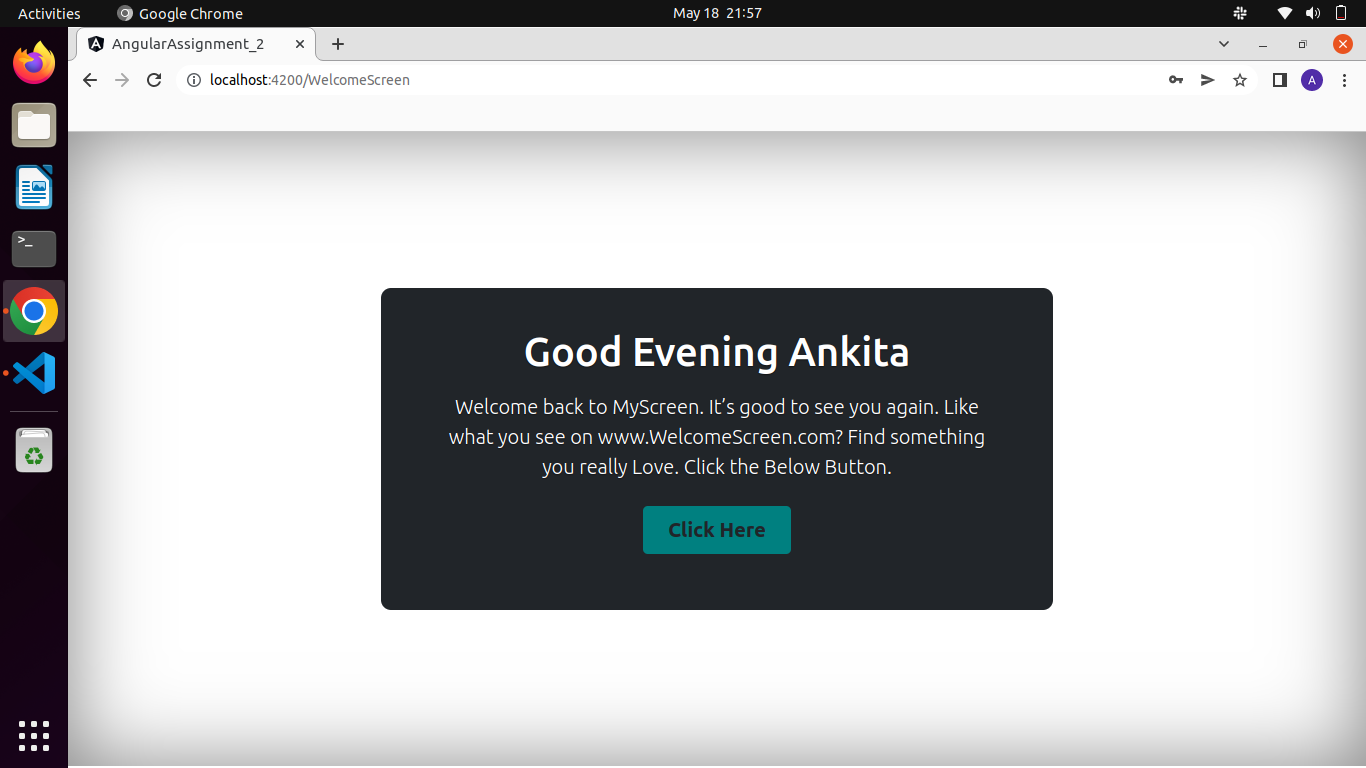 Activities
Google Chrome
May 18 21:57
AngularAssignment_2
localhost:4200/WelcomeScreen
A
>_
Good Evening Ankita
Welcome back to MyScreen. It’s good to see you again. Like
what you see on www.WelcomeScreen.com? Find something
you really Love. Click the Below Button.
Click Here